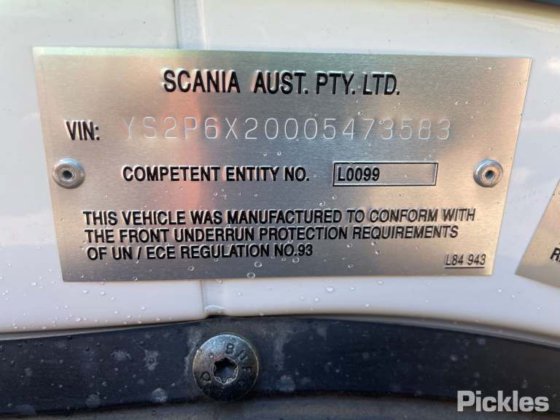 SCANIA AUST. PTY. LTD.
VIN: YS2P6X20005473583
COMPETENT ENTITY NO. L0099
THIS VEHICLE WAS MANUFACTURED TO CONFORM WITH
THE FRONT UNDERRUN PROTECTION REQUIREMENTS
OF UN / ECE REGULATION NO.93
L84 943
R
Pickles